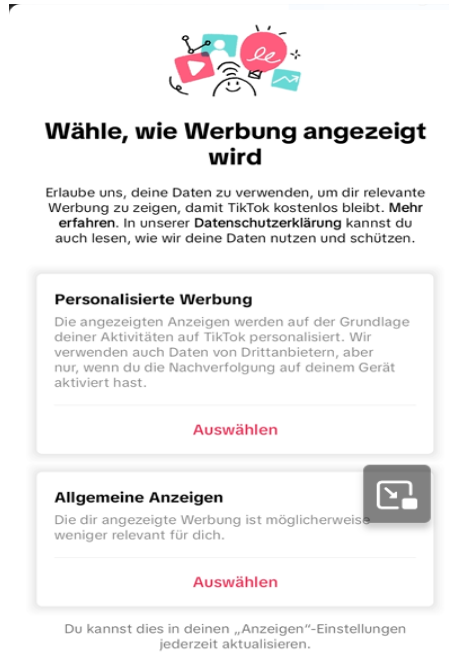 Wähle, wie Werbung angezeigt
wird
Erlaube uns, deine Daten zu verwenden, um dir relevante
Werbung zu zeigen, damit TikTok kostenlos bleibt. Mehr
erfahren. In unserer Datenschutzerklärung kannst du
auch lesen, wie wir deine Daten nutzen und schützen.
Personalisierte Werbung
Die angezeigten Anzeigen werden auf der Grundlage
deiner Aktivitäten auf TikTok personalisiert. Wir
verwenden auch Daten von Drittanbietern, aber
nur, wenn du die Nachverfolgung auf deinem Gerät
aktiviert hast.
Auswählen
Allgemeine Anzeigen
Die dir angezeigte Werbung ist möglicherweise
weniger relevant für dich.
Auswählen
Du kannst dies in deinen „Anzeigen“-Einstellungen
jederzeit aktualisieren.